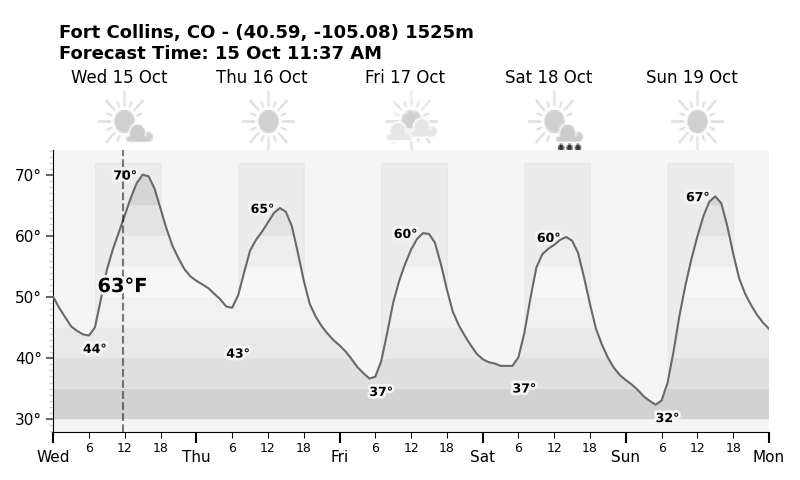 Fort Collins, CO - (40.59, -105.08) 1525m
Forecast Time: 15 Oct 11:37 AM
Wed 15 Oct Thu 16 Oct Fri 17 Oct Sat 18 Oct Sun 19 Oct
70°
60°
50°
40°
30°
70°
65°
60°
60°
67°
63°F
44°
43°
37°
37°
32°
6 12 18 6 12 18 6 12 18 6 12 18 6 12 18
Wed Thu Fri Sat Sun Mon